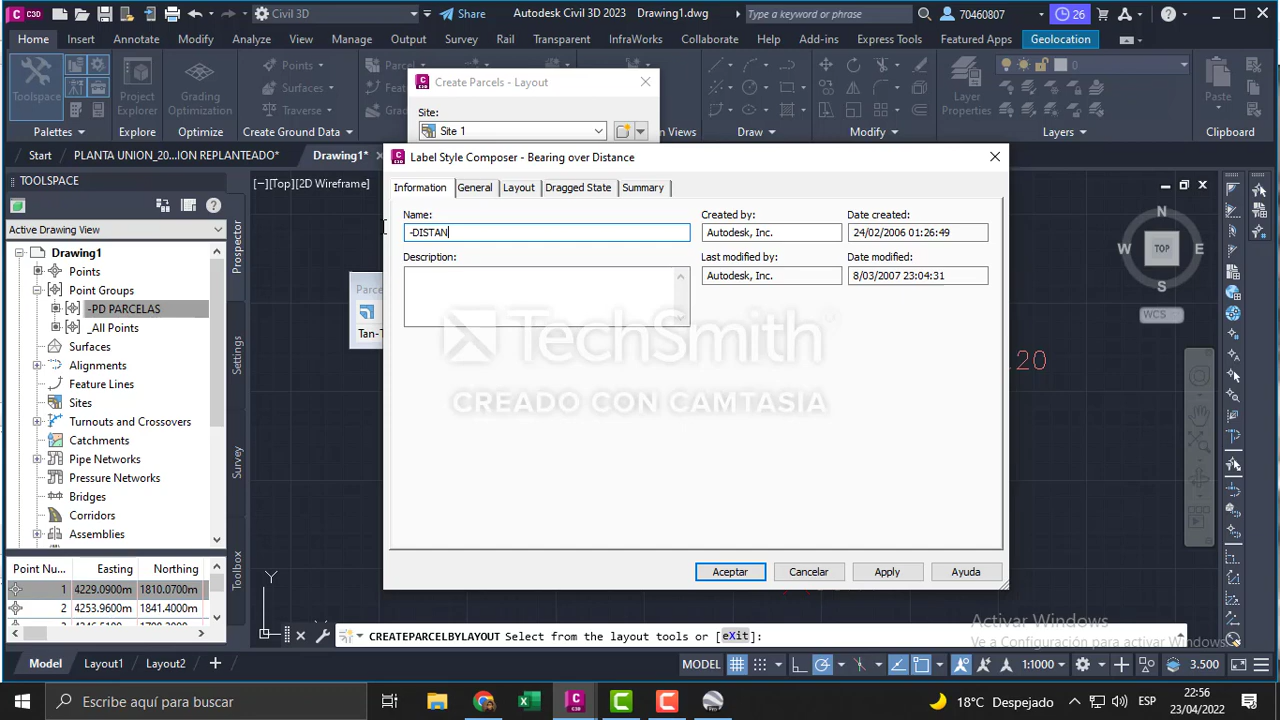 Civil 3D
Share
Autodesk Civil 3D 2023
Drawing1.dwg
Type a keyword or phrase
70460807
26
Home
Insert
Annotate
Modify
Analyze
View
Manage
Output
Survey
Rail
Transparent
InfraWorks
Collaborate
Help
Add-ins
Express Tools
Featured Apps
Geolocation
Toolspace
Project
Explorer
Grading
Optimization
Points
Surfaces
Traverse
Parcel
Layer
Properties
Paste
0
Palettes
Explore
Optimize
Create Ground Data
Draw
Modify
Layers
Clipboard
Create Parcels - Layout
Site:
Site 1
Start
PLANTA UNION_20...ION REPLANTEADO*
Drawing1*
TOOLSPACE
Active Drawing View
Drawing1
Points
Point Groups
-PD PARCELAS
_All Points
Surfaces
Alignments
Feature Lines
Sites
Turnouts and Crossovers
Catchments
Pipe Networks
Pressure Networks
Bridges
Corridors
Assemblies
Prospector
Settings
Survey
Toolbox
Point Nu... Easting Northing
1 4229.0900m 1810.0700m
2 4253.9600m 1841.4000m
[−][Top][2D Wireframe]
Label Style Composer - Bearing over Distance
Information
General
Layout
Dragged State
Summary
Name:
-DISTAN
Description:
Created by:
Autodesk, Inc.
Date created:
24/02/2006 01:26:49
Last modified by:
Autodesk, Inc.
Date modified:
8/03/2007 23:04:31
TechSmith
CREADO CON CAMTASIA
Aceptar
Cancelar
Apply
Ayuda
N
W
TOP
E
S
WCS
.20
Y
X
CREATEPARCELBYLAYOUT Select from the layout tools or [eXit]:
Activar Windows
Ve a Configuración para activar Windows
Model
Layout1
Layout2
MODEL
1:1000
3.500
Escribe aquí para buscar
18°C Despejado
ESP
22:56
23/04/2022